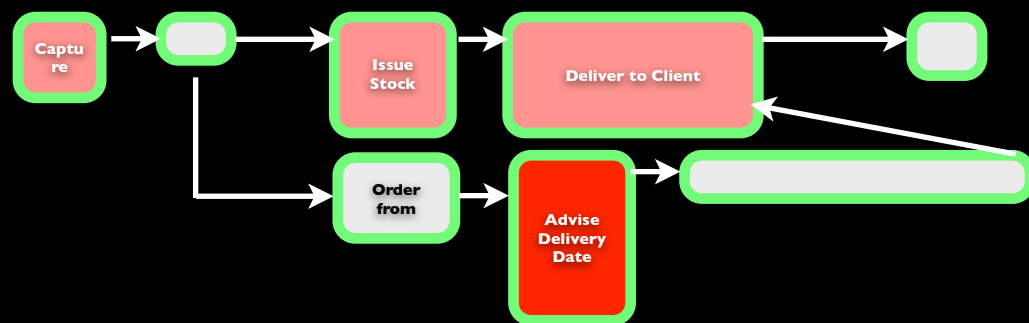 Captu
re
Issue
Stock
Deliver to Client
Order
from
Advise
Delivery
Date